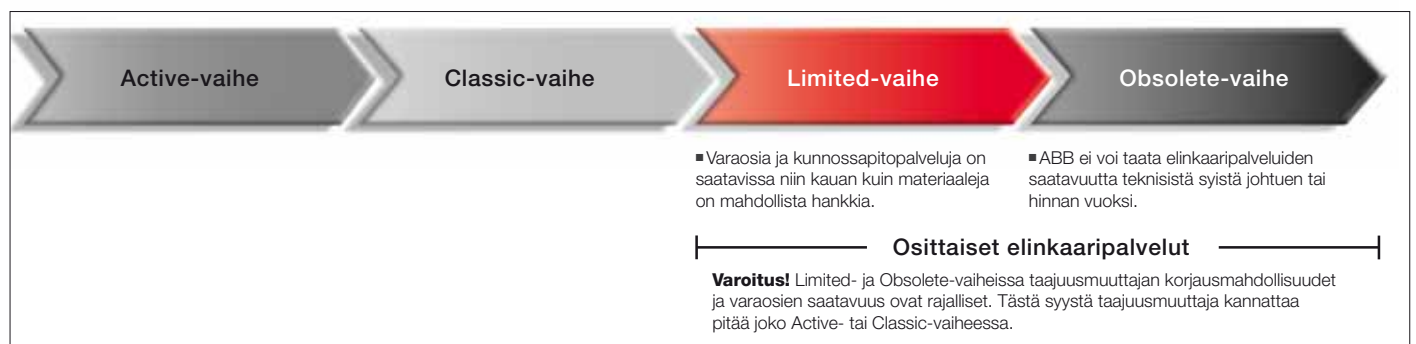 Active-vaihe
Classic-vaihe
Limited-vaihe
Obsolete-vaihe
■ Varaosia ja kunnossapitopalveluja on
saatavissa niin kauan kuin materiaaleja
on mahdollista hankkia.
■ ABB ei voi taata elinkaaripalveluiden
saatavuutta teknisistä syistä johtuen tai
hinnan vuoksi.
Osittaiset elinkaaripalvelut
Varoitus! Limited- ja Obsolete-vaiheissa taajuusmuuttajan korjausmahdollisuudet
ja varaosien saatavuus ovat rajalliset. Tästä syystä taajuusmuuttaja kannattaa
pitää joko Active- tai Classic-vaiheessa.